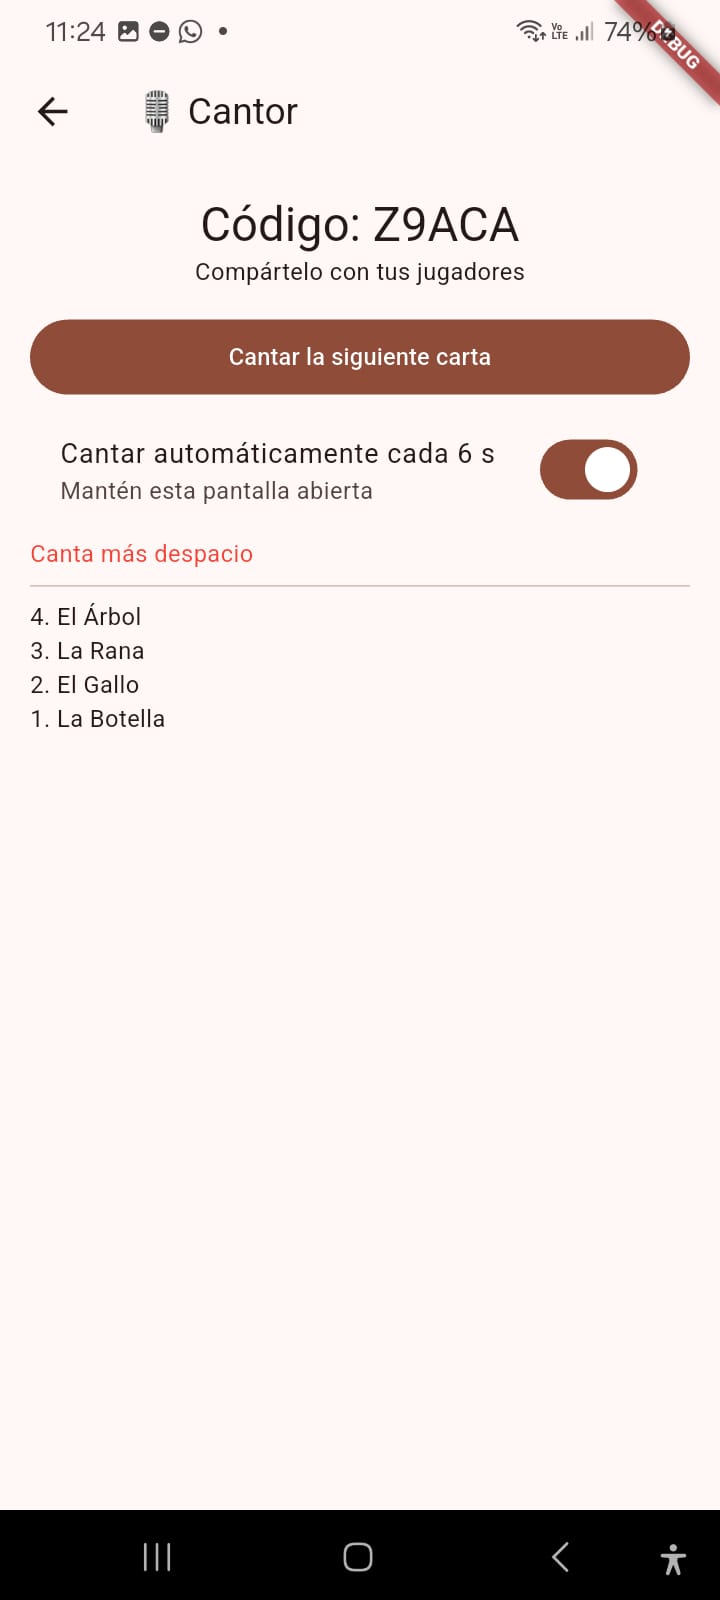 11:24
Vo
LTE
74%
DEBUG
Cantor
Código: Z9ACA
Compártelo con tus jugadores
Cantar la siguiente carta
Cantar automáticamente cada 6 s
Mantén esta pantalla abierta
Canta más despacio
4. El Árbol
3. La Rana
2. El Gallo
1. La Botella